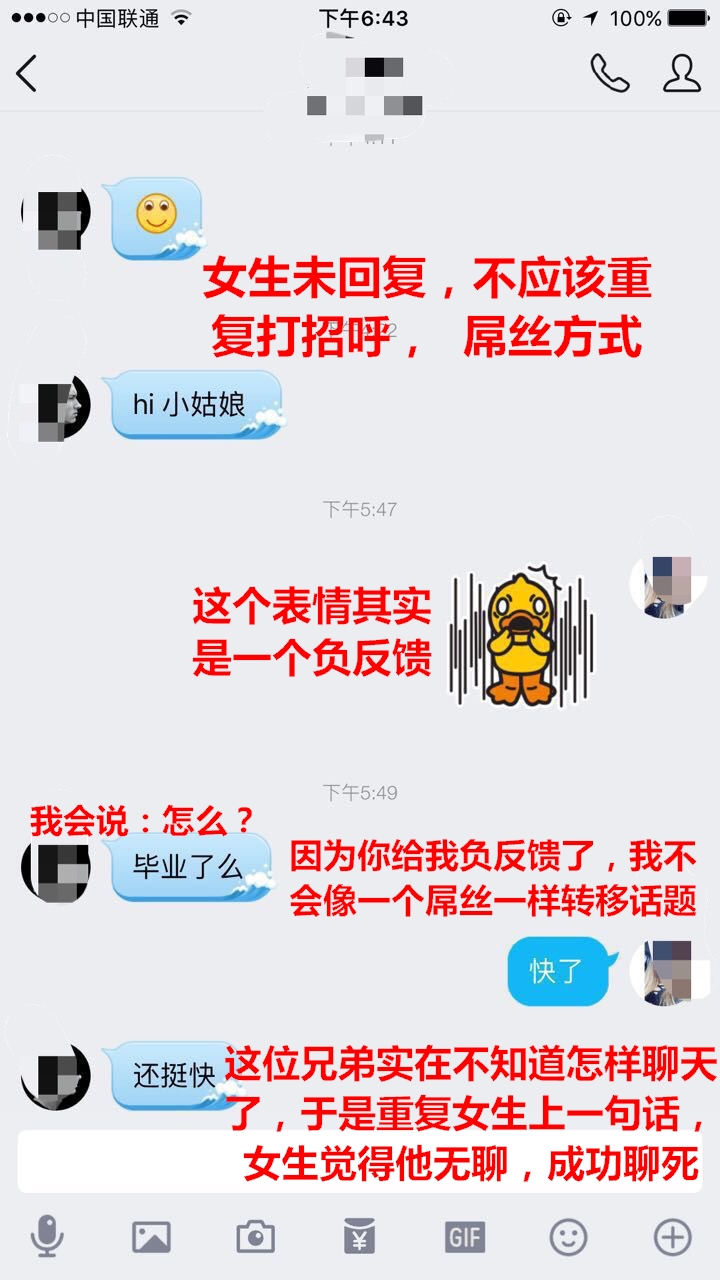 中国联通 下午6:43 100%
女生未回复，不应该重
复打招呼， 屌丝方式
hi 小姑娘
下午5:47
这个表情其实
是一个负反馈
下午5:49
我会说：怎么？
毕业了么
因为你给我负反馈了，我不
会像一个屌丝一样转移话题
快了
还挺快
这位兄弟实在不知道怎样聊天
了，于是重复女生上一句话，
女生觉得他无聊，成功聊死
GIF